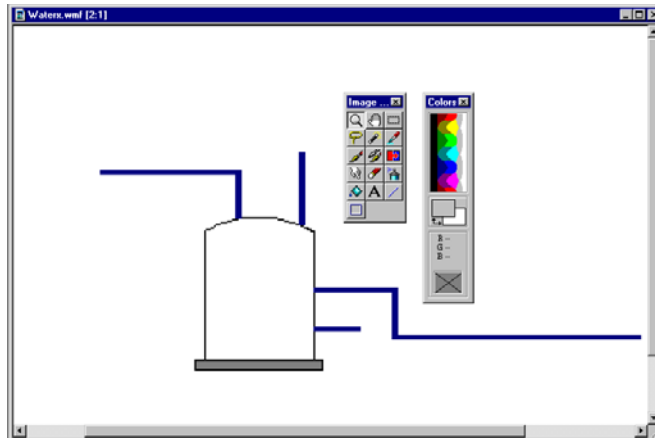 Waterx.wmf [2:1]
Image ...
Colors
A
R -
G -
B -